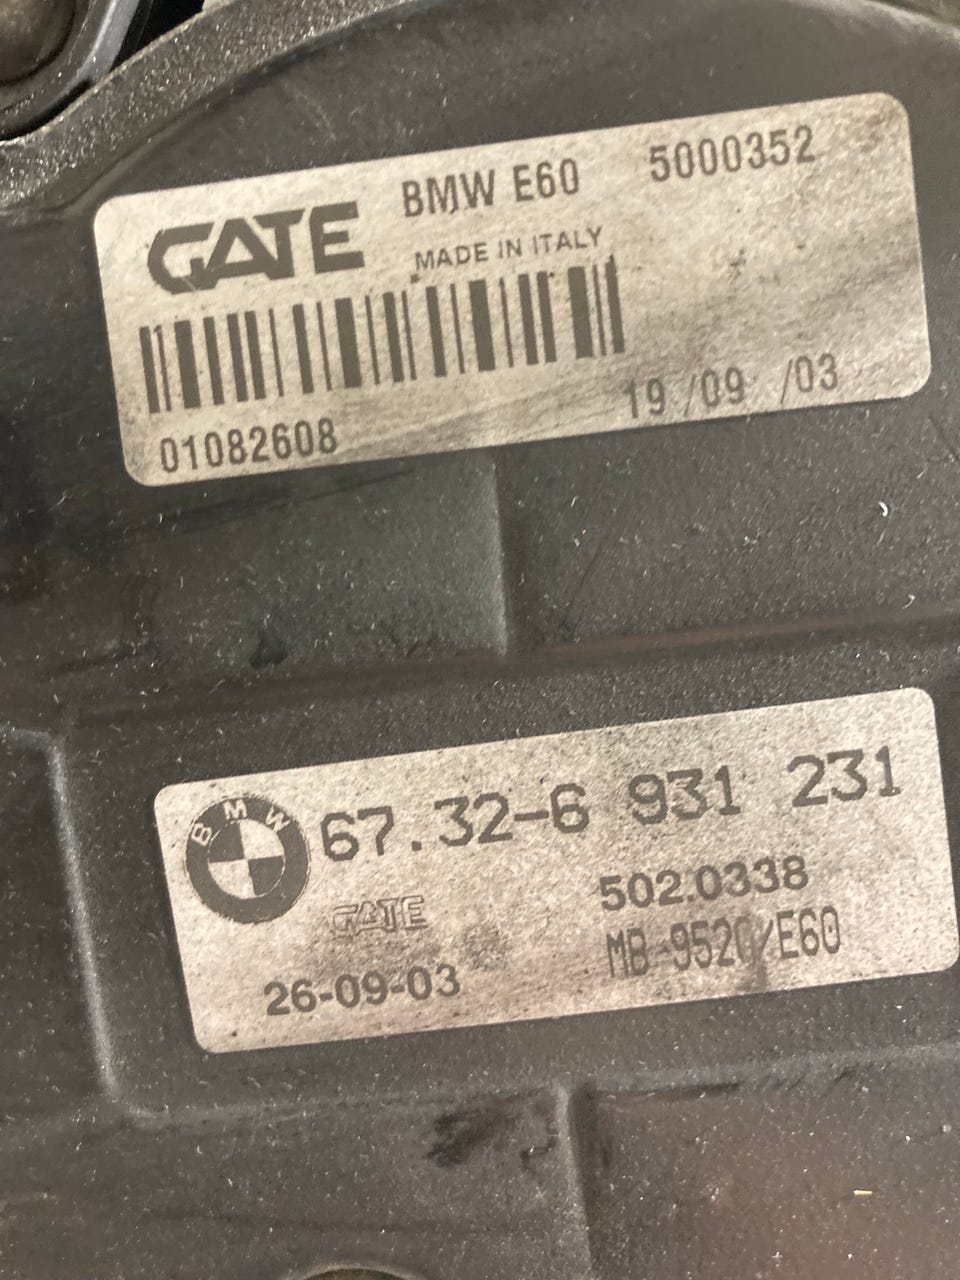 GATE BMW E60 5000352
MADE IN ITALY
19/09/03
01082608
BMW 67.32-6 931 231
GATE 502.0338
26-09-03 MB-9520/E60